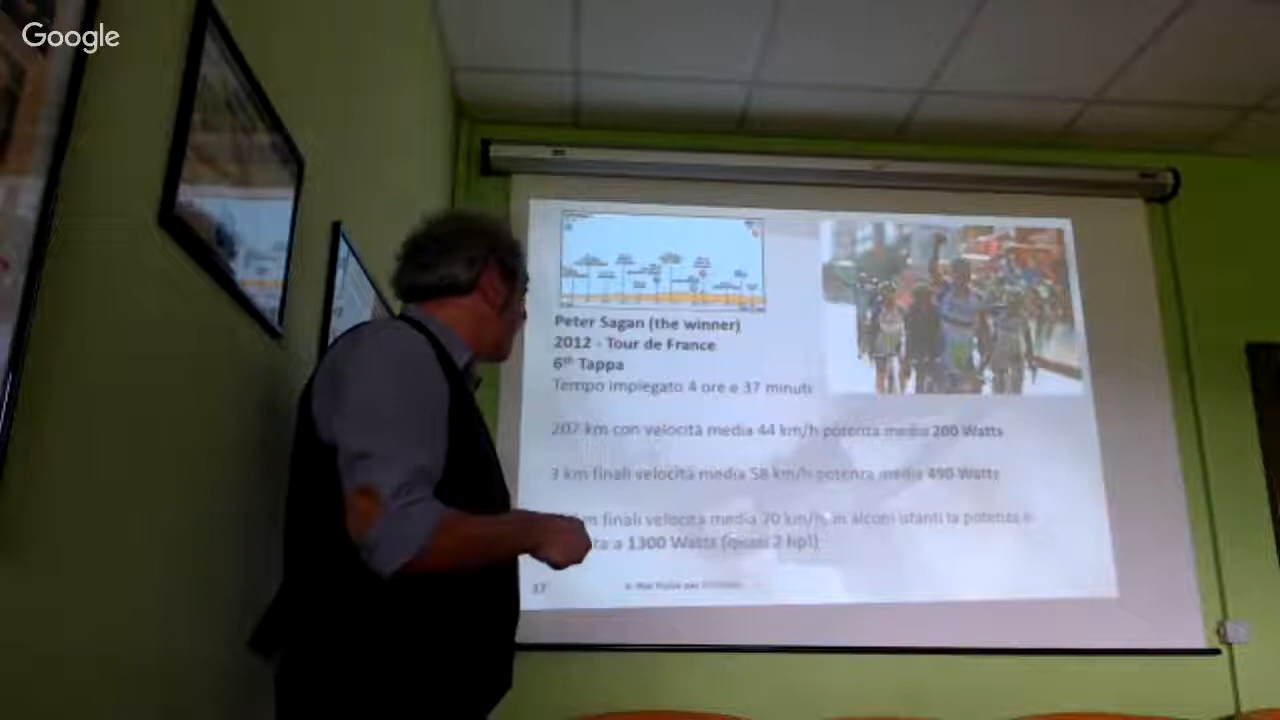 Google
Peter Sagan (the winner)
2012 - Tour de France
6th Tappa
Tempo impiegato 4 ore e 37 minuti
207 km con velocità media 44 km/h potenza media 200 Watts
3 km finali velocità media 58 km/h potenza media 490 Watts
km finali velocità media 70 km/h, in alcuni istanti la potenza è
a 1300 Watts (quasi 2 hp!)
37